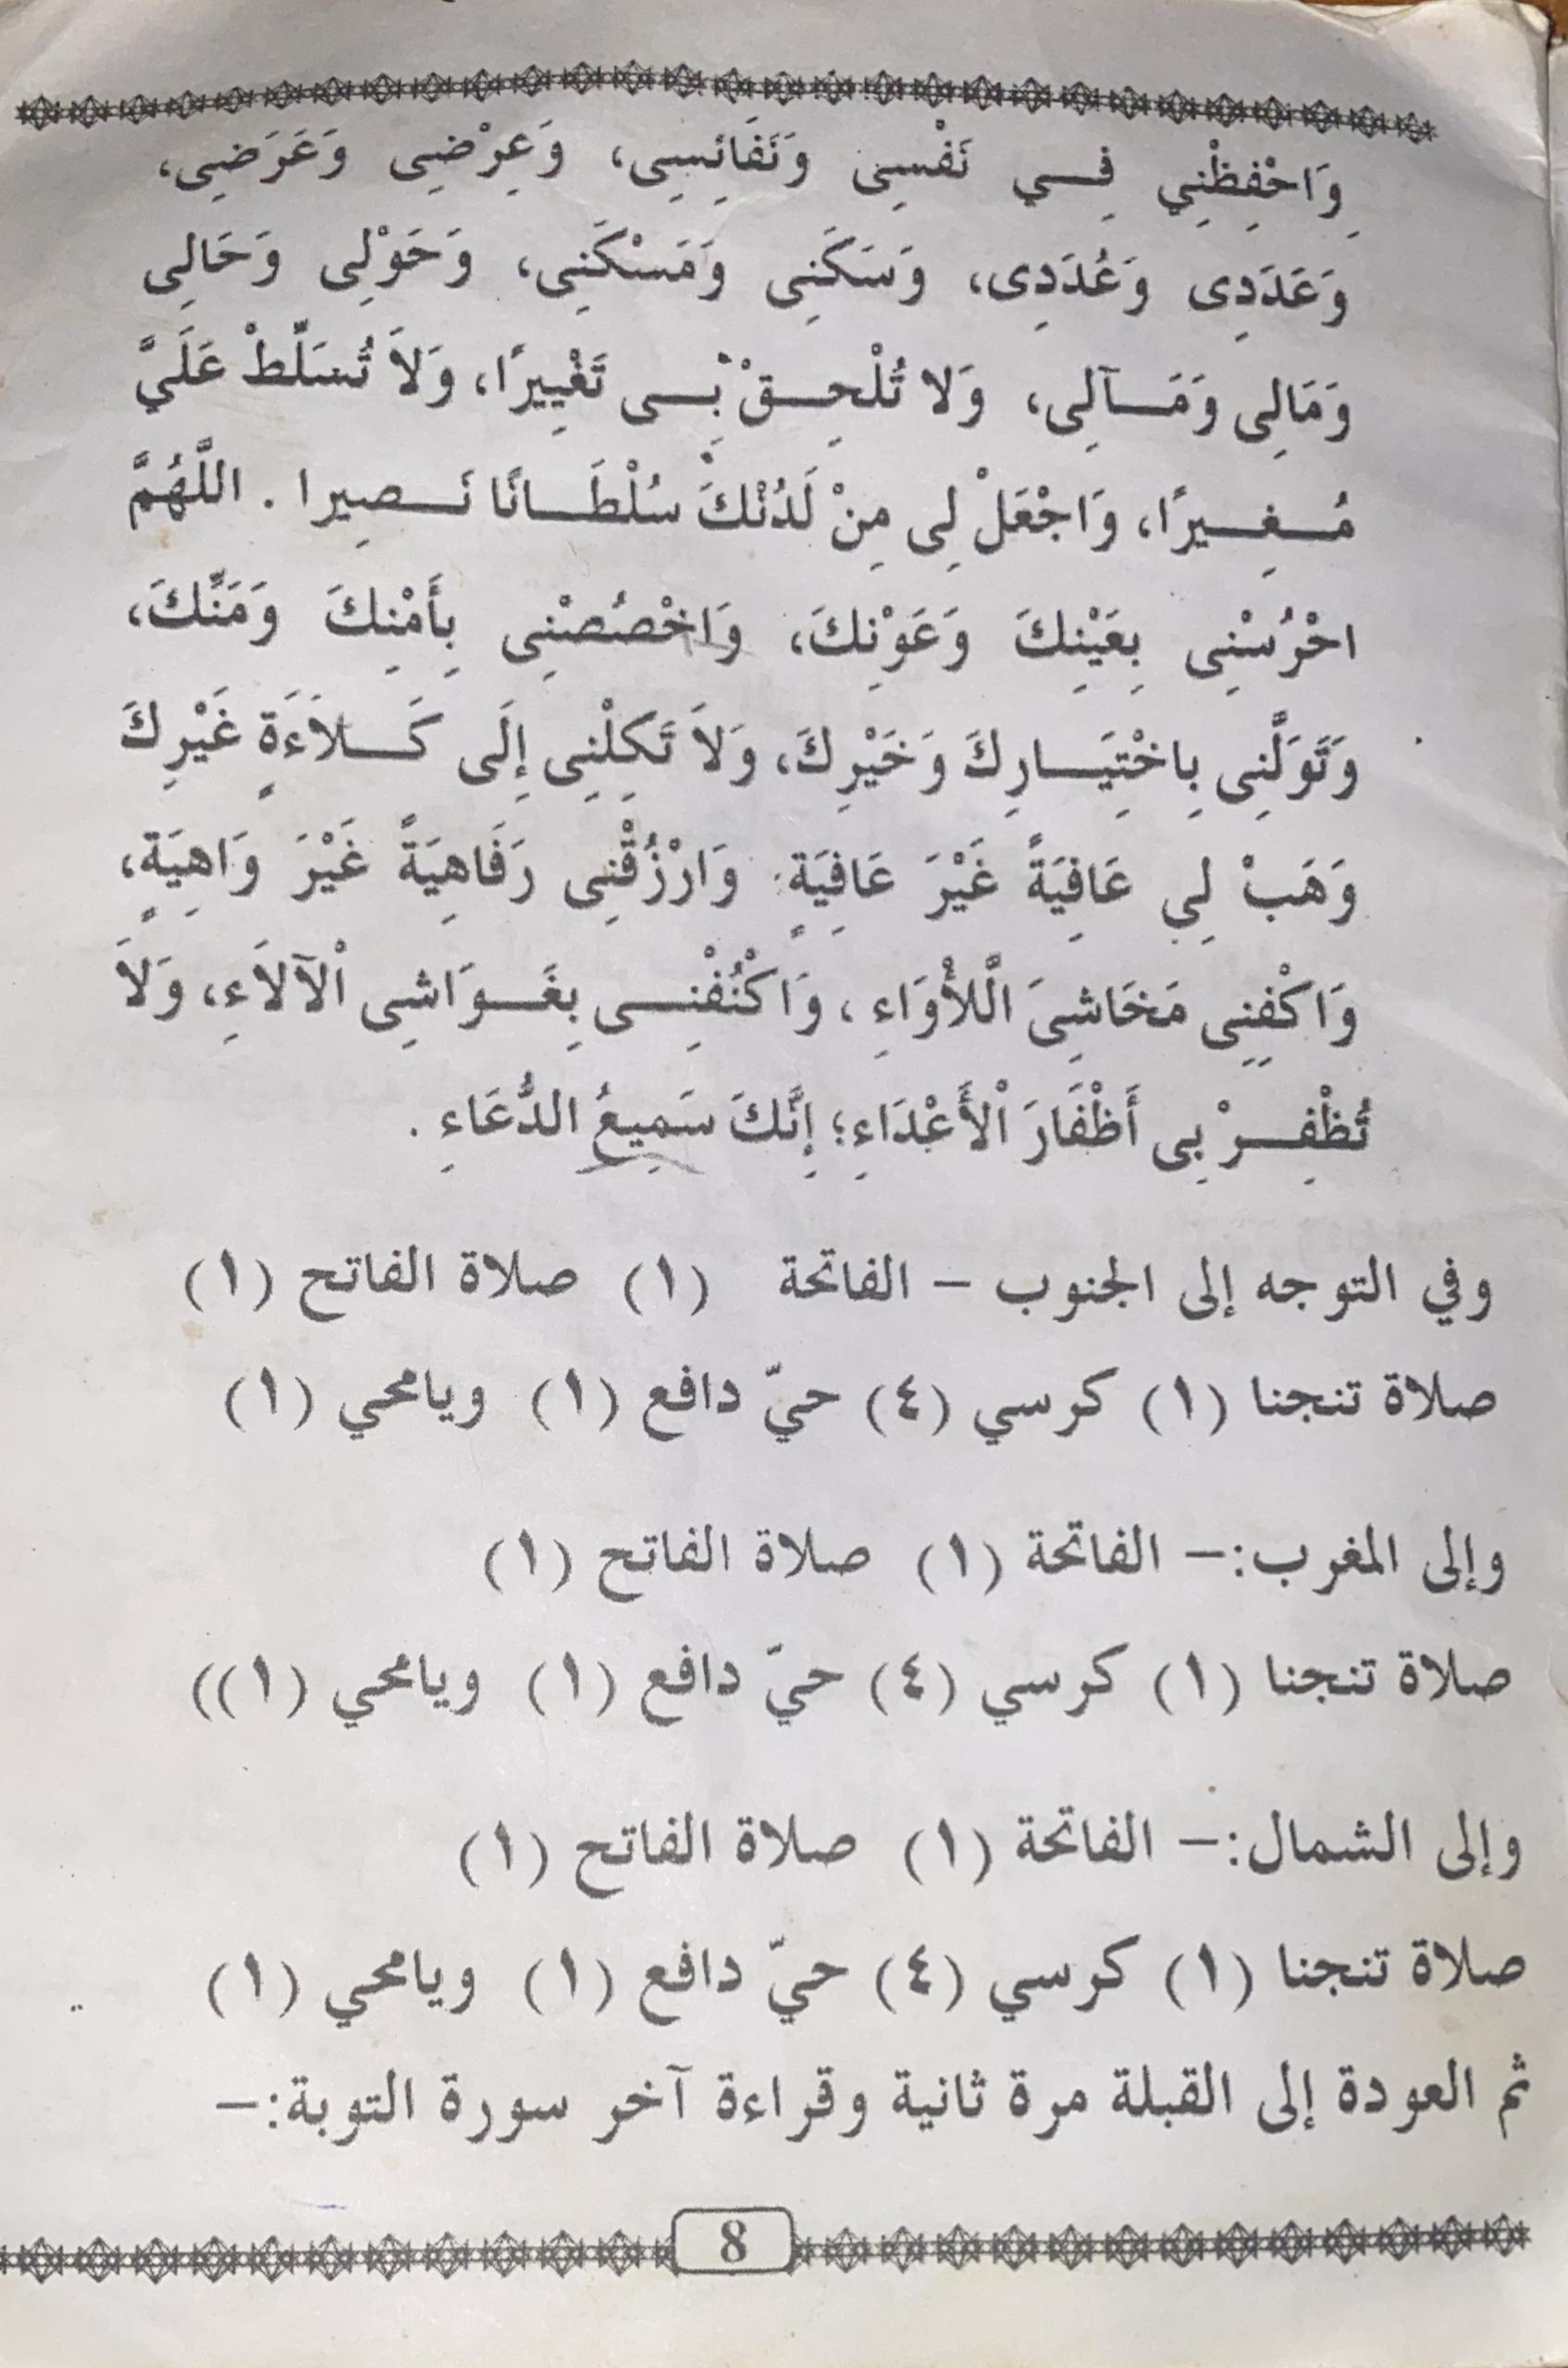 وَاحْفِظْنِي فِي نَفْسِى وَنَفَائِسِى، وَعِرْضِى وَعَرَضِى،
وَعَدَدِى وَعُدَدِى، وَسَكَنِى وَمَسْكَنِى، وَحَوْلِى وَحَالِى
وَمَالِى وَمَآلِى، وَلا تُلْحِقْ بِى تَغْيِيرًا، وَلاَ تُسَلِّطْ عَلَيَّ
مُغِيرًا، وَاجْعَلْ لِى مِنْ لَدُنْكَ سُلْطَانًا نَصِيرا . اللَّهُمَّ
احْرُسْنِى بِعَيْنِكَ وَعَوْنِكَ، وَاخْصُصْنِى بِأَمْنِكَ وَمَنِّكَ،
وَتَوَلَّنِى بِاخْتِيَارِكَ وَخَيْرِكَ، وَلاَ تَكِلْنِى إِلَى كَلاَءَةِ غَيْرِكَ
وَهَبْ لِي عَافِيَةً غَيْرَ عَافِيَةٍ وَارْزُقْنِى رَفَاهِيَةً غَيْرَ وَاهِيَةٍ،
وَاكْفِنِى مَخَاشِىَ الَّلأْوَاءِ، وَاكْنُفْنِى بِغَوَاشِى اْلآلاَءِ، وَلاَ
تُظْفِرْ بِى أَظْفَارَ اْلأَعْدَاءِ؛ إِنَّكَ سَمِيعُ الدُّعَاءِ .
وفي التوجه إلى الجنوب – الفاتحة (١) صلاة الفاتح (١)
صلاة تنجنا (١) كرسي (٤) حيّ دافع (١) ويامحي (١)
وإلى المغرب:– الفاتحة (١) صلاة الفاتح (١)
صلاة تنجنا (١) كرسي (٤) حيّ دافع (١) ويامحي (١))
وإلى الشمال:– الفاتحة (١) صلاة الفاتح (١)
صلاة تنجنا (١) كرسي (٤) حيّ دافع (١) ويامحي (١)
ثم العودة إلى القبلة مرة ثانية وقراءة آخر سورة التوبة:–
8